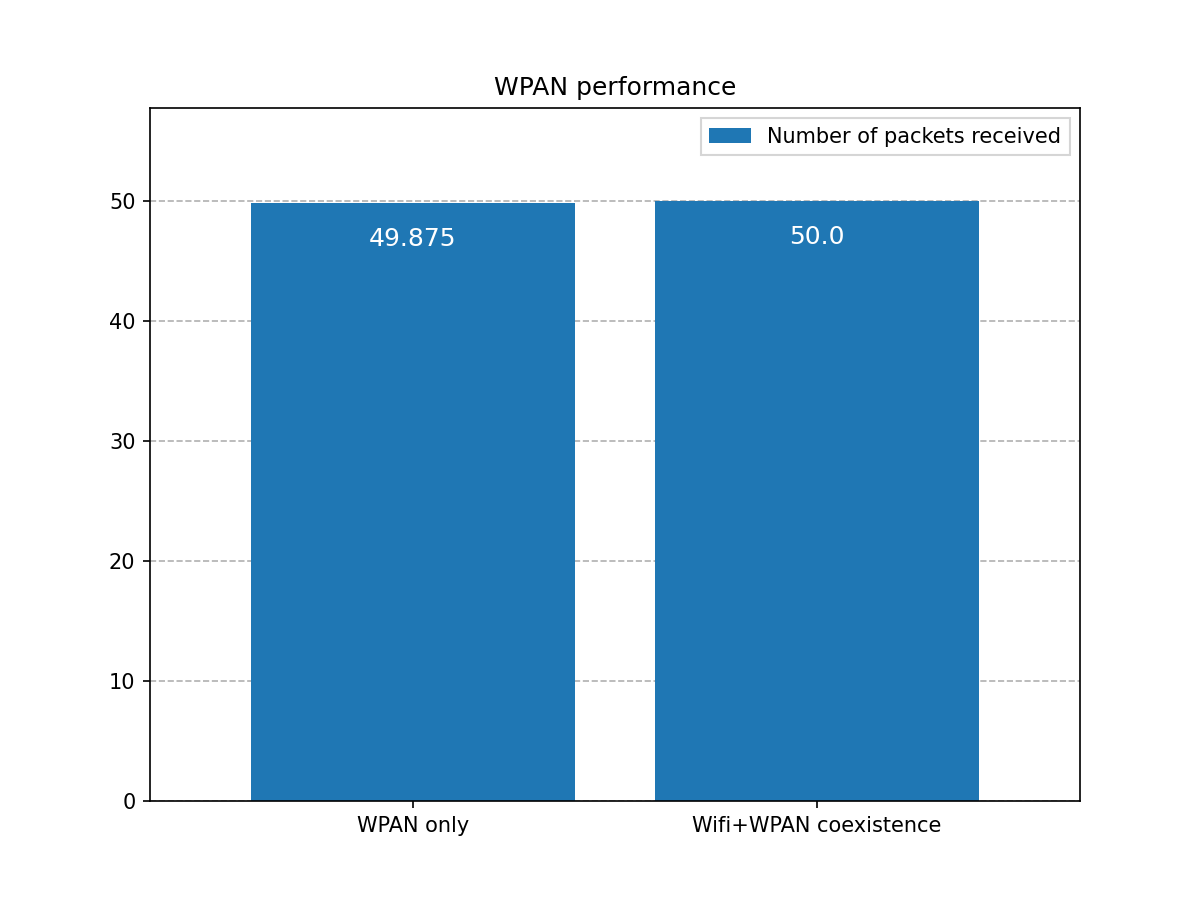 WPAN performance
Number of packets received
50
40
30
20
10
0
49.875
50.0
WPAN only
Wifi+WPAN coexistence